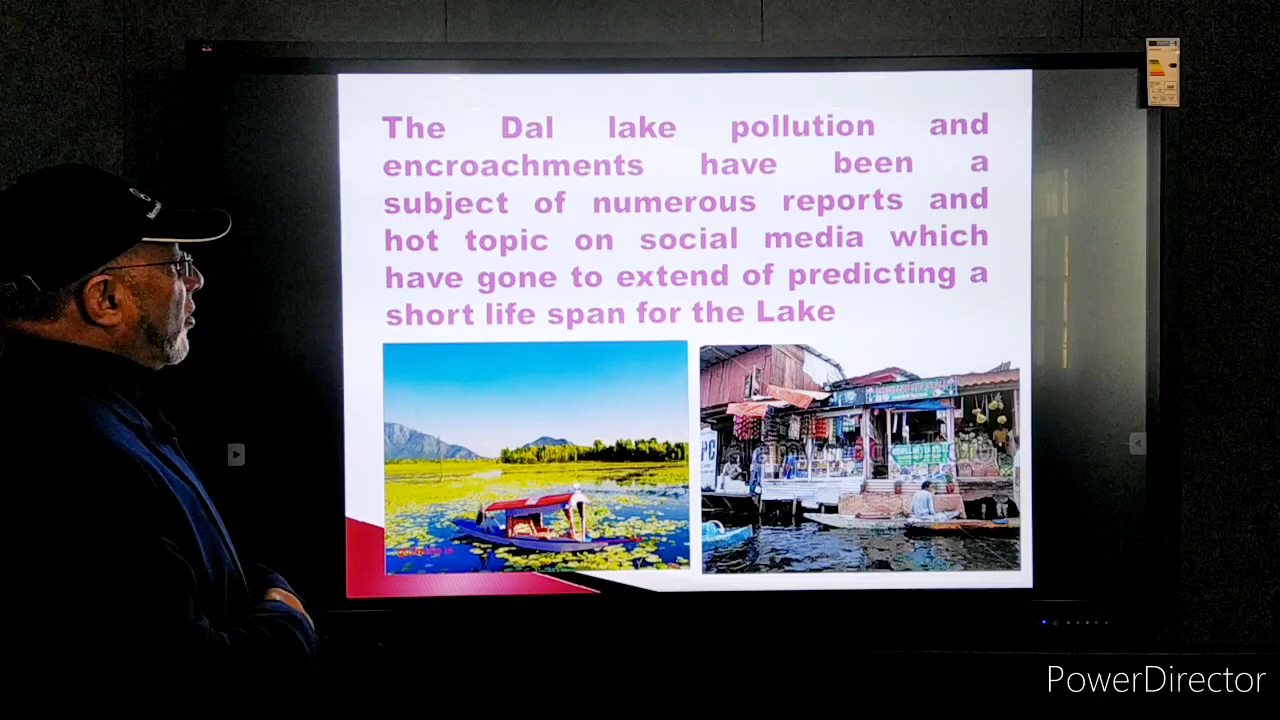 The Dal lake pollution and
encroachments have been a
subject of numerous reports and
hot topic on social media which
have gone to extend of predicting a
short life span for the Lake
PowerDirector